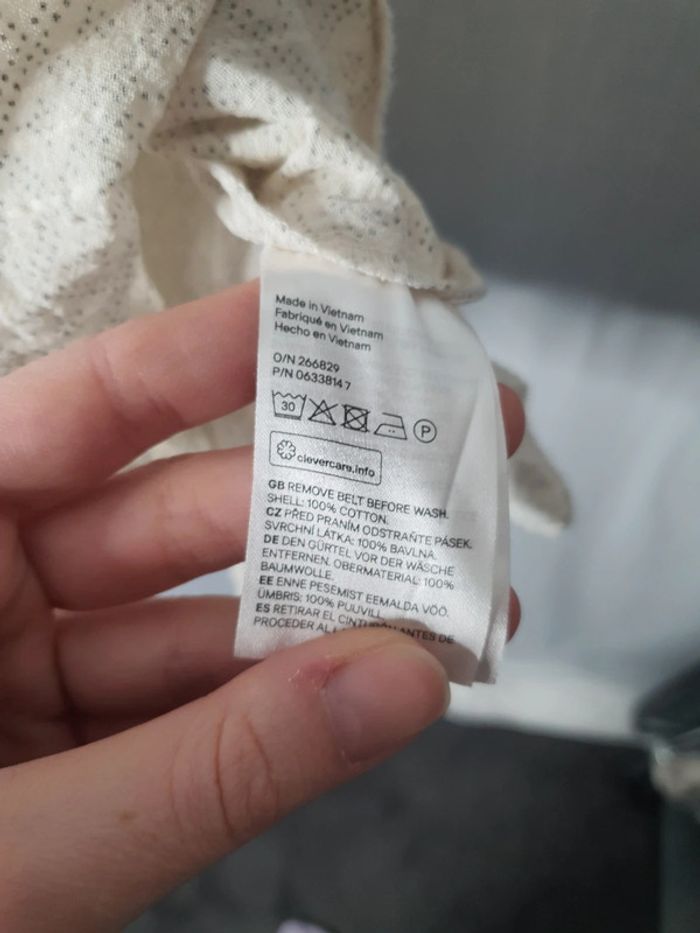 Made in Vietnam
Fabriqué en Vietnam
Hecho en Vietnam
O/N 266829
P/N 06338147
30 P
clevercare.info
GB REMOVE BELT BEFORE WASH.
SHELL: 100% COTTON.
CZ PŘED PRANÍM ODSTRAŇTE PÁSEK.
SVRCHNÍ LÁTKA: 100% BAVLNA.
DE DEN GÜRTEL VOR DER WÄSCHE
ENTFERNEN. OBERMATERIAL: 100%
BAUMWOLLE.
EE ENNE PESEMIST EEMALDA VÖÖ.
ÜMBRIS: 100% PUUVILL
ES RETIRAR EL CINTURÓN ANTES DE
PROCEDER AL